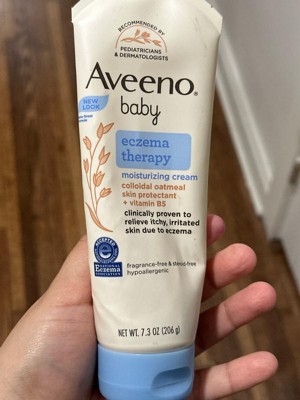 RECOMMENDED BY
PEDIATRICIANS
& DERMATOLOGISTS
Aveeno®
baby
NEW
LOOK
eczema
therapy
moisturizing cream
colloidal oatmeal
skin protectant
+ vitamin B5
clinically proven to
relieve itchy, irritated
skin due to eczema
ACCEPTED
e
NATIONAL
Eczema
ASSOCIATION
fragrance-free & steroid-free
hypoallergenic
NET WT. 7.3 OZ (206g)